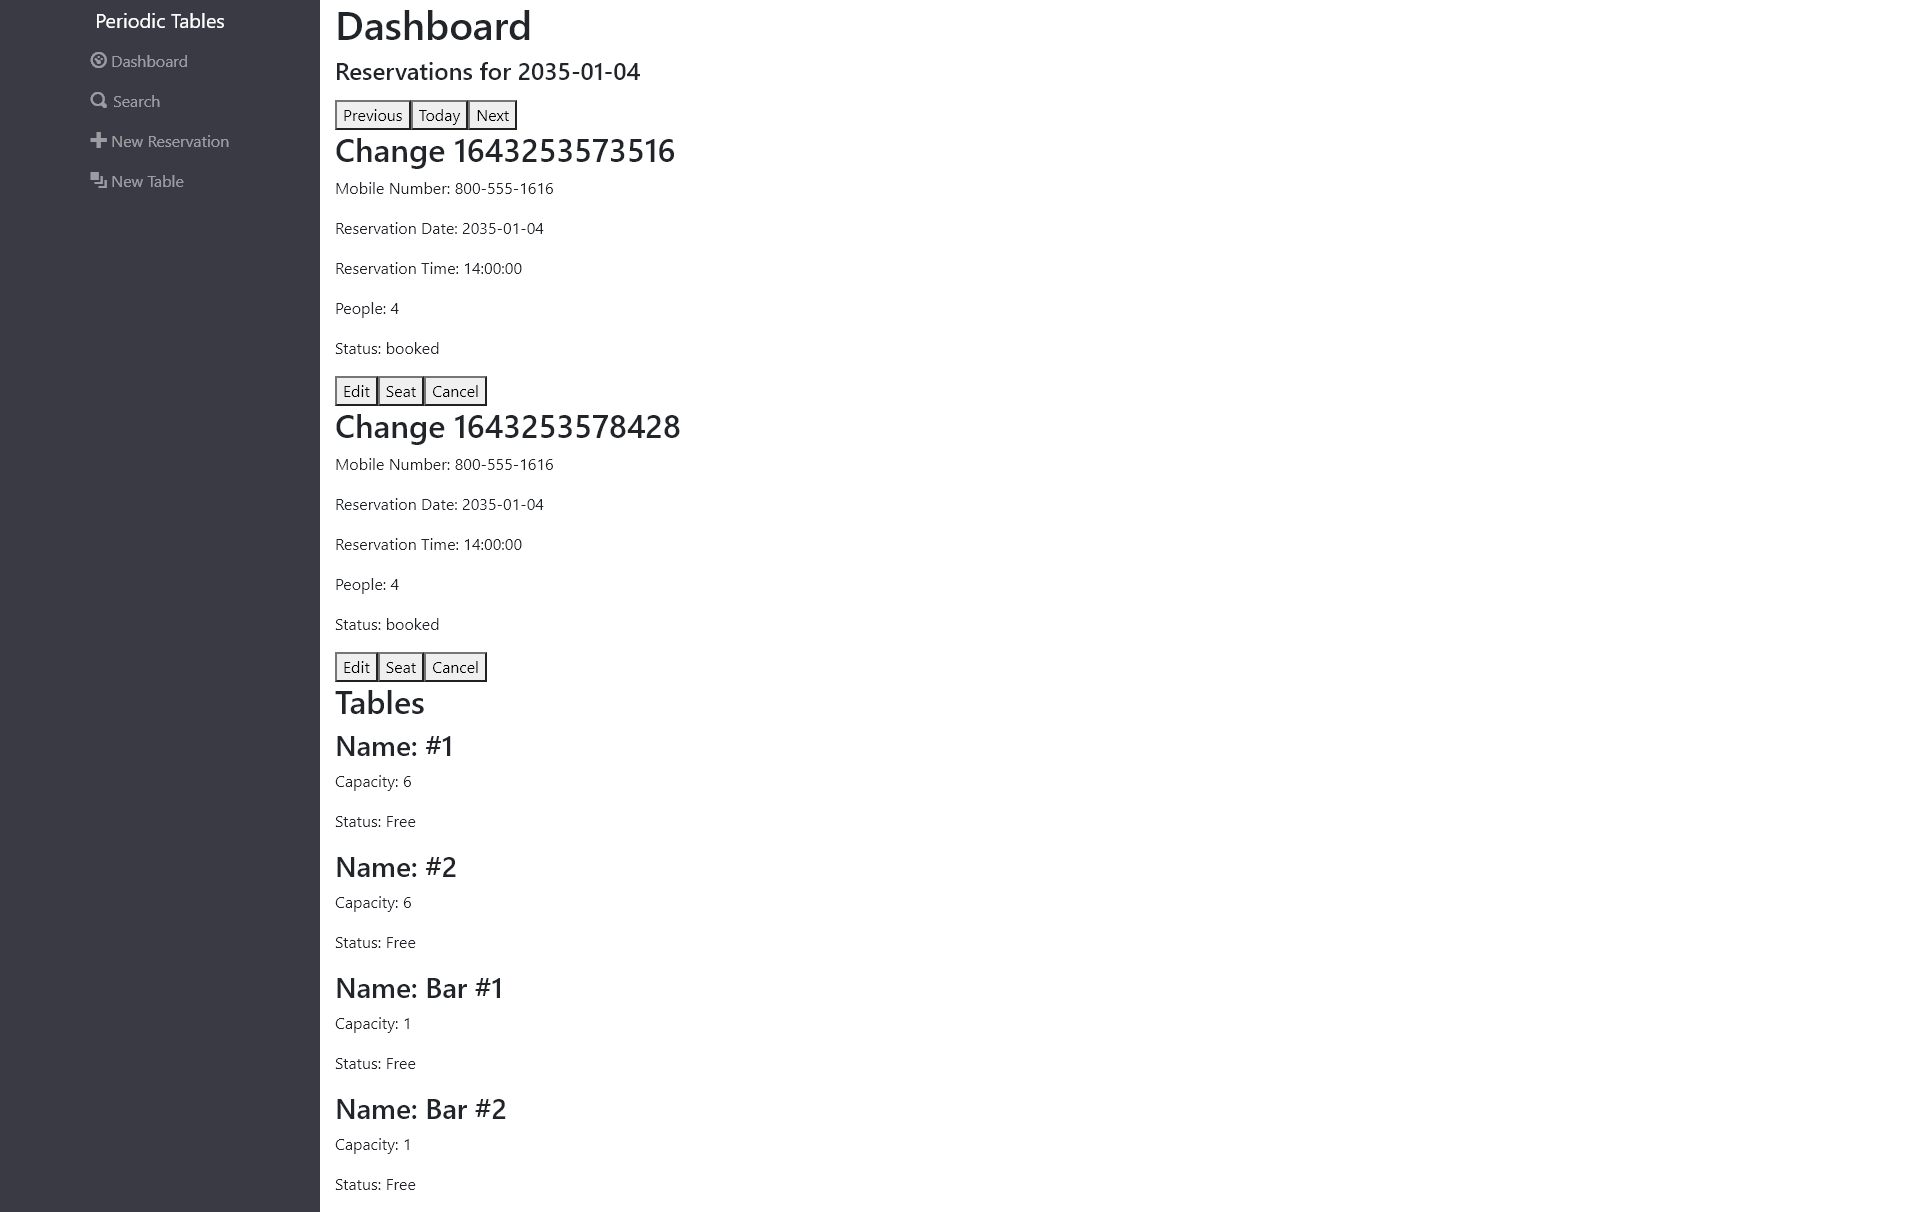 Periodic Tables
Dashboard
Search
New Reservation
New Table
Dashboard
Reservations for 2035-01-04
Previous Today Next
Change 1643253573516
Mobile Number: 800-555-1616
Reservation Date: 2035-01-04
Reservation Time: 14:00:00
People: 4
Status: booked
Edit Seat Cancel
Change 1643253578428
Mobile Number: 800-555-1616
Reservation Date: 2035-01-04
Reservation Time: 14:00:00
People: 4
Status: booked
Edit Seat Cancel
Tables
Name: #1
Capacity: 6
Status: Free
Name: #2
Capacity: 6
Status: Free
Name: Bar #1
Capacity: 1
Status: Free
Name: Bar #2
Capacity: 1
Status: Free